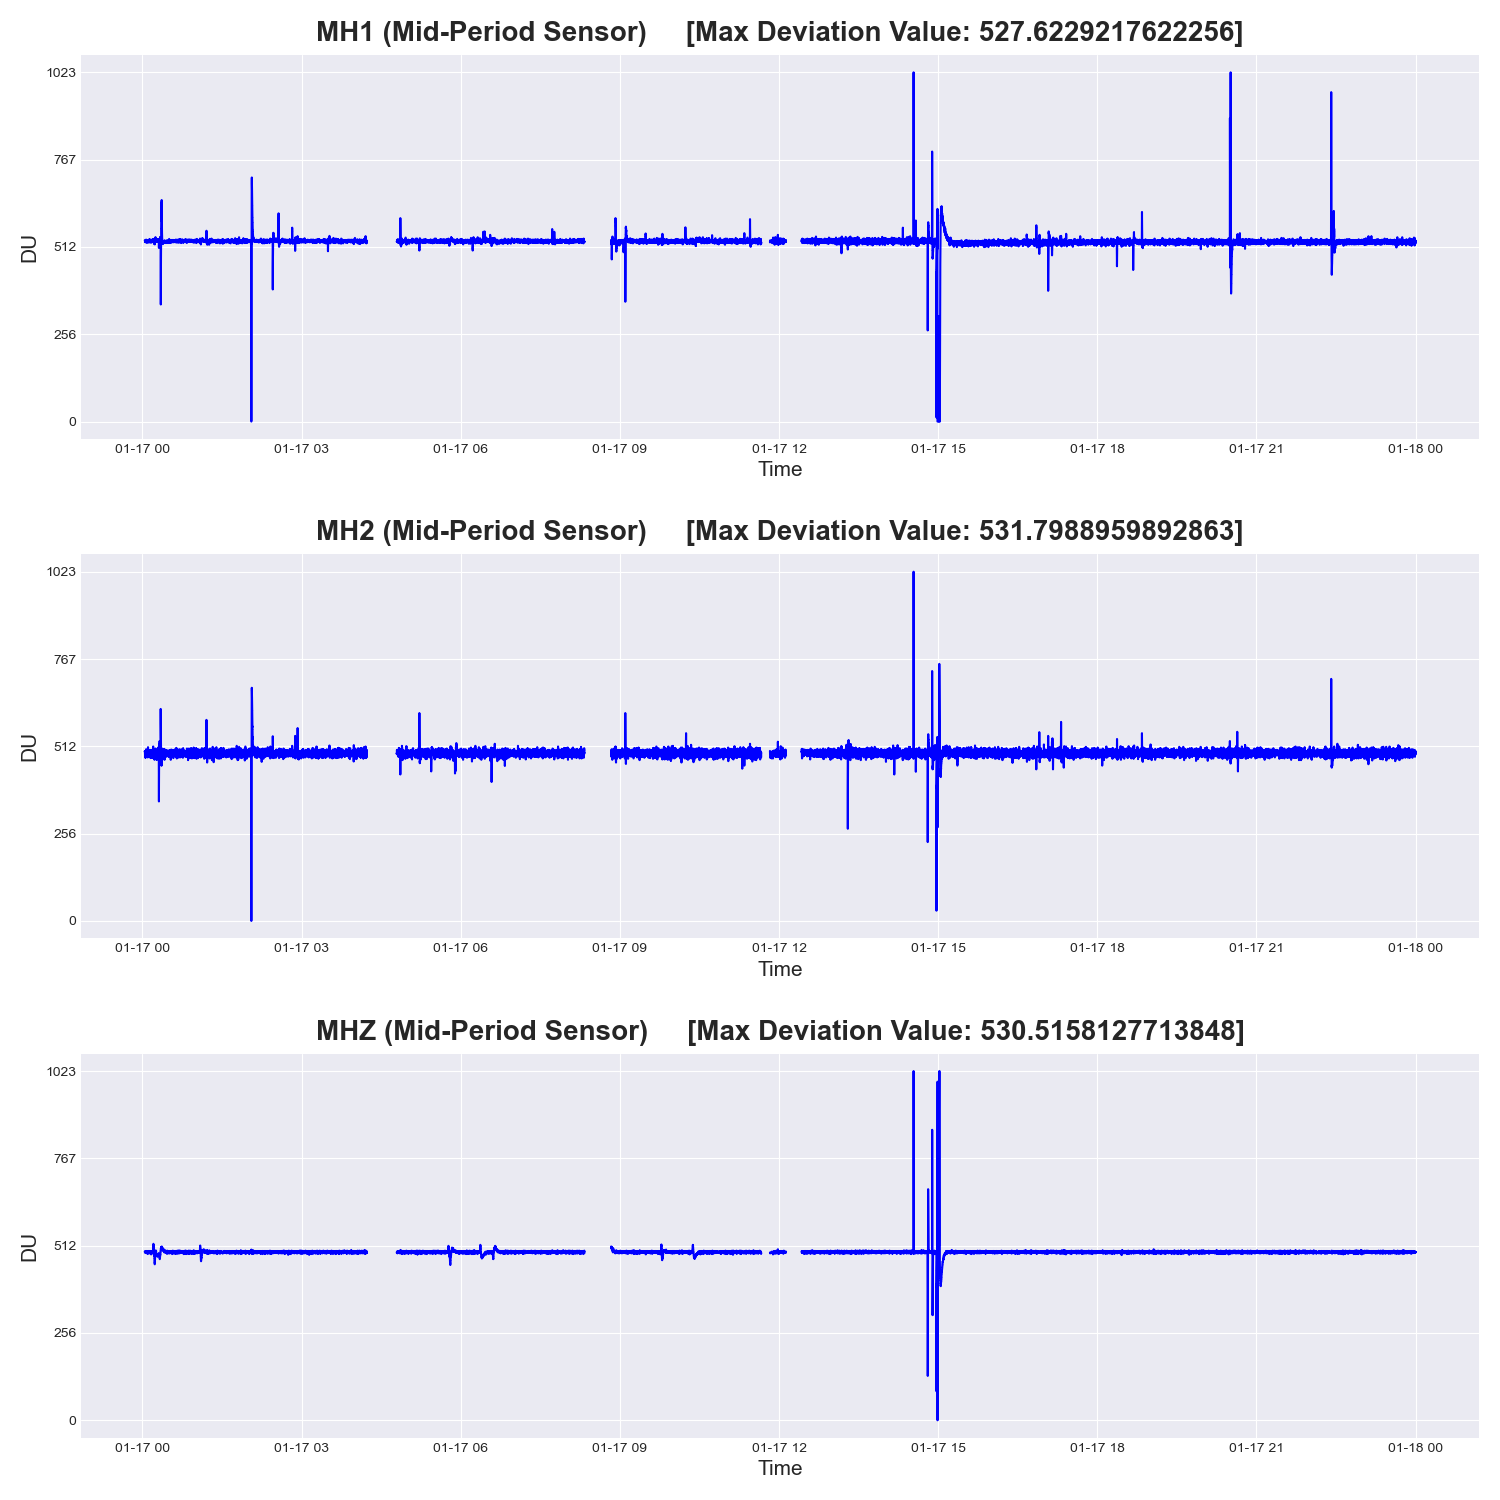 MH1 (Mid-Period Sensor) [Max Deviation Value: 527.6229217622256]
1023
767
512
256
0
DU
01-17 00 01-17 03 01-17 06 01-17 09 01-17 12 01-17 15 01-17 18 01-17 21 01-18 00
Time
MH2 (Mid-Period Sensor) [Max Deviation Value: 531.7988959892863]
1023
767
512
256
0
DU
01-17 00 01-17 03 01-17 06 01-17 09 01-17 12 01-17 15 01-17 18 01-17 21 01-18 00
Time
MHZ (Mid-Period Sensor) [Max Deviation Value: 530.5158127713848]
1023
767
512
256
0
DU
01-17 00 01-17 03 01-17 06 01-17 09 01-17 12 01-17 15 01-17 18 01-17 21 01-18 00
Time